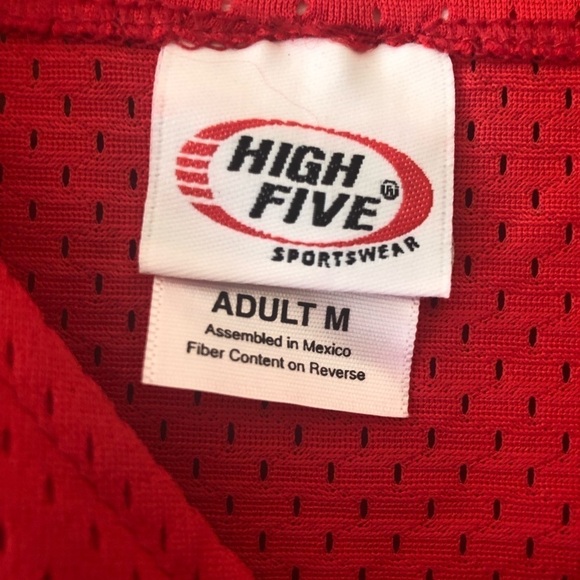 HIGH
FIVE®
SPORTSWEAR
ADULT M
Assembled in Mexico
Fiber Content on Reverse